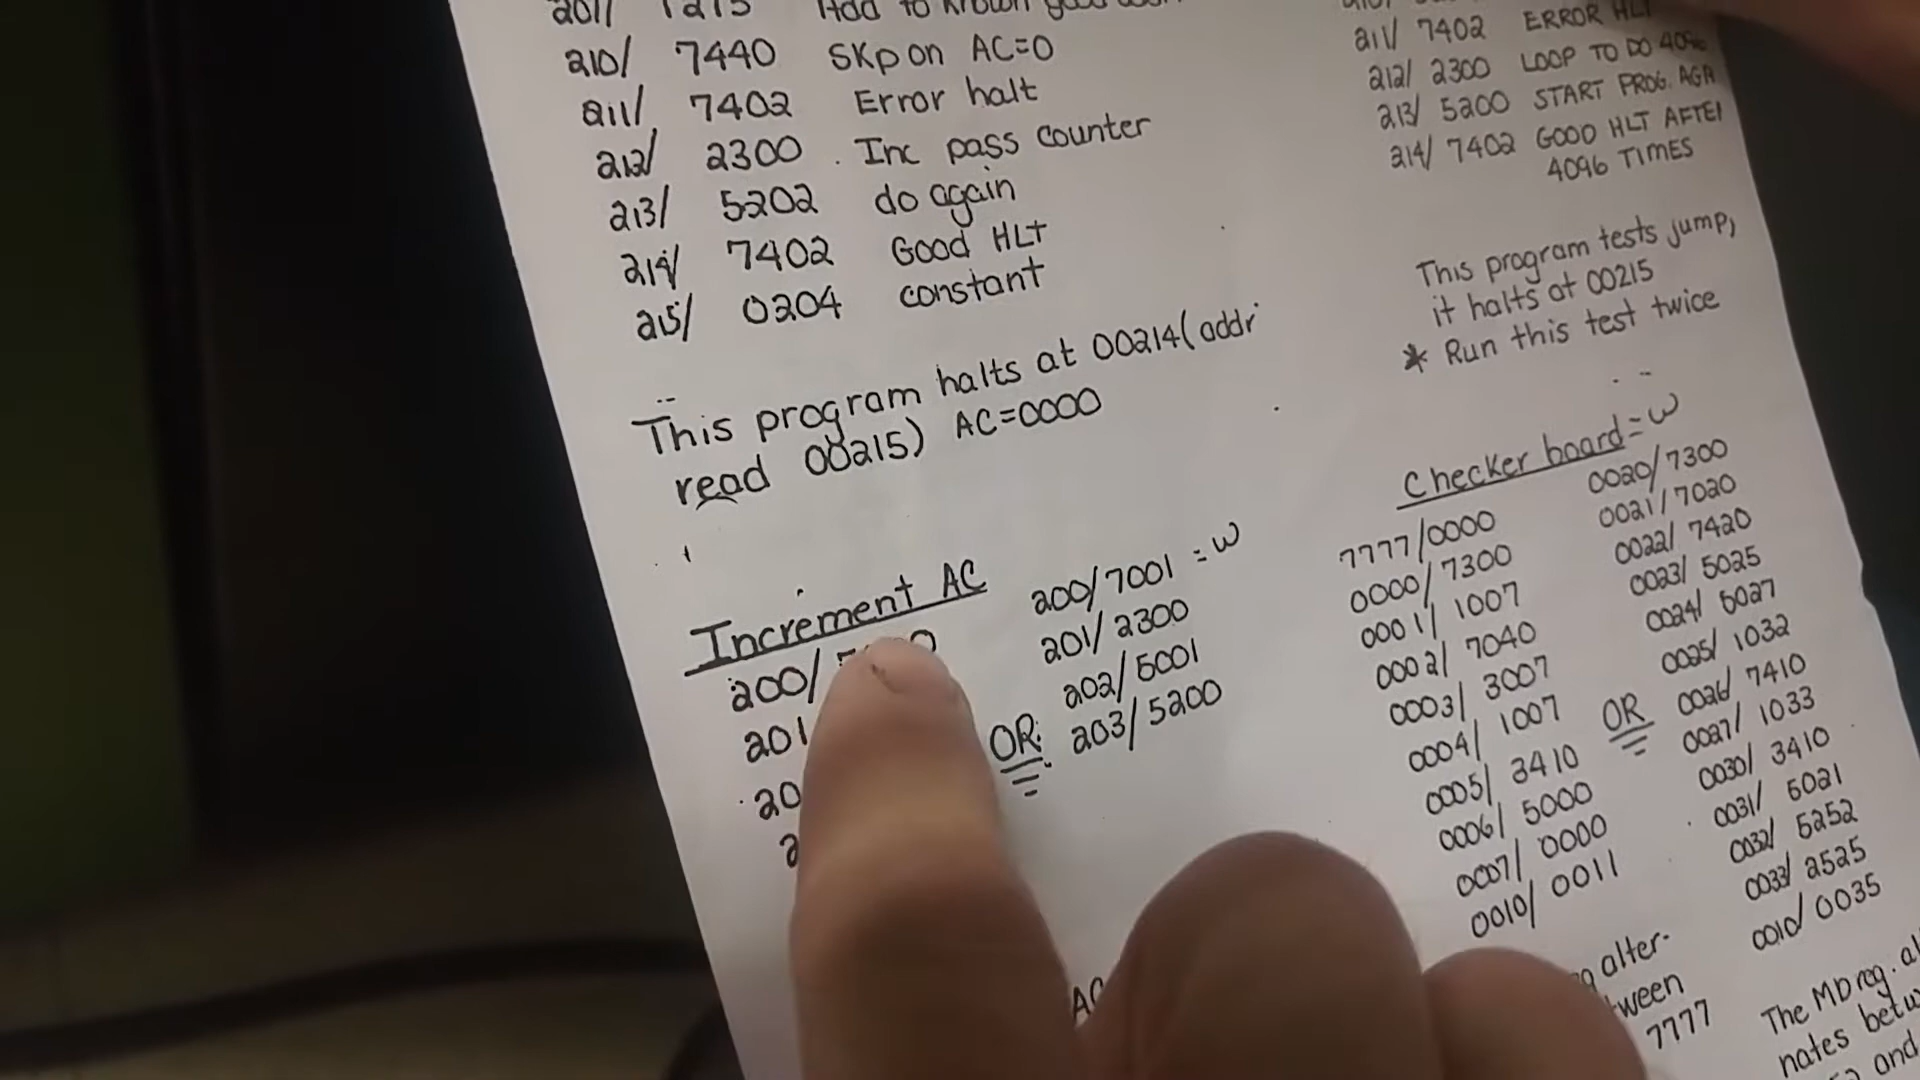 210/ 7440 Skp on AC=0
211/ 7402 Error halt
212/ 2300 Inc pass counter
213/ 5202 do again
214/ 7402 Good HLT
215/ 0204 constant
This program halts at 00214(addr
read 00215) AC=0000
Increment AC
200/
201
20
2
200/7001 = W
201/2300
202/5001
OR: 203/5200
AC
211/ 7402 ERROR HLT
212/ 2300 LOOP TO DO 4096
213/ 5200 START PROG. AGA
214/ 7402 GOOD HLT AFTE
4096 TIMES
This program tests jump,
it halts at 00215
* Run this test twice
Checker board = W
7777/0000
0000/7300
0001/1007
0002/7040
0003/3007
0004/1007
0005/3410
0006/5000
0007/0000
0010/0011
OR
0020/7300
0021/7020
0022/7420
0023/5025
0024/5027
0025/1032
0026/7410
0027/1033
0030/3410
0031/5021
0032/5252
0033/2525
0010/0035
alter-
tween
7777
The MD reg. al
nates betw
and